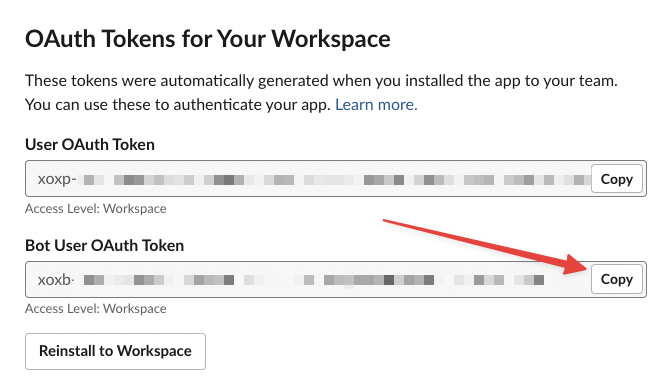 OAuth Tokens for Your Workspace
These tokens were automatically generated when you installed the app to your team.
You can use these to authenticate your app. Learn more.
User OAuth Token
xoxp- Copy
Access Level: Workspace
Bot User OAuth Token
xoxb- Copy
Access Level: Workspace
Reinstall to Workspace